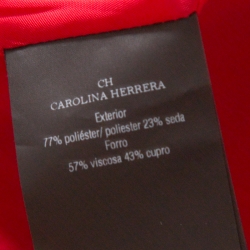 CH
CAROLINA HERRERA
Exterior
77% poliéster/ poliester 23% seda
Forro
57% viscosa 43% cupro